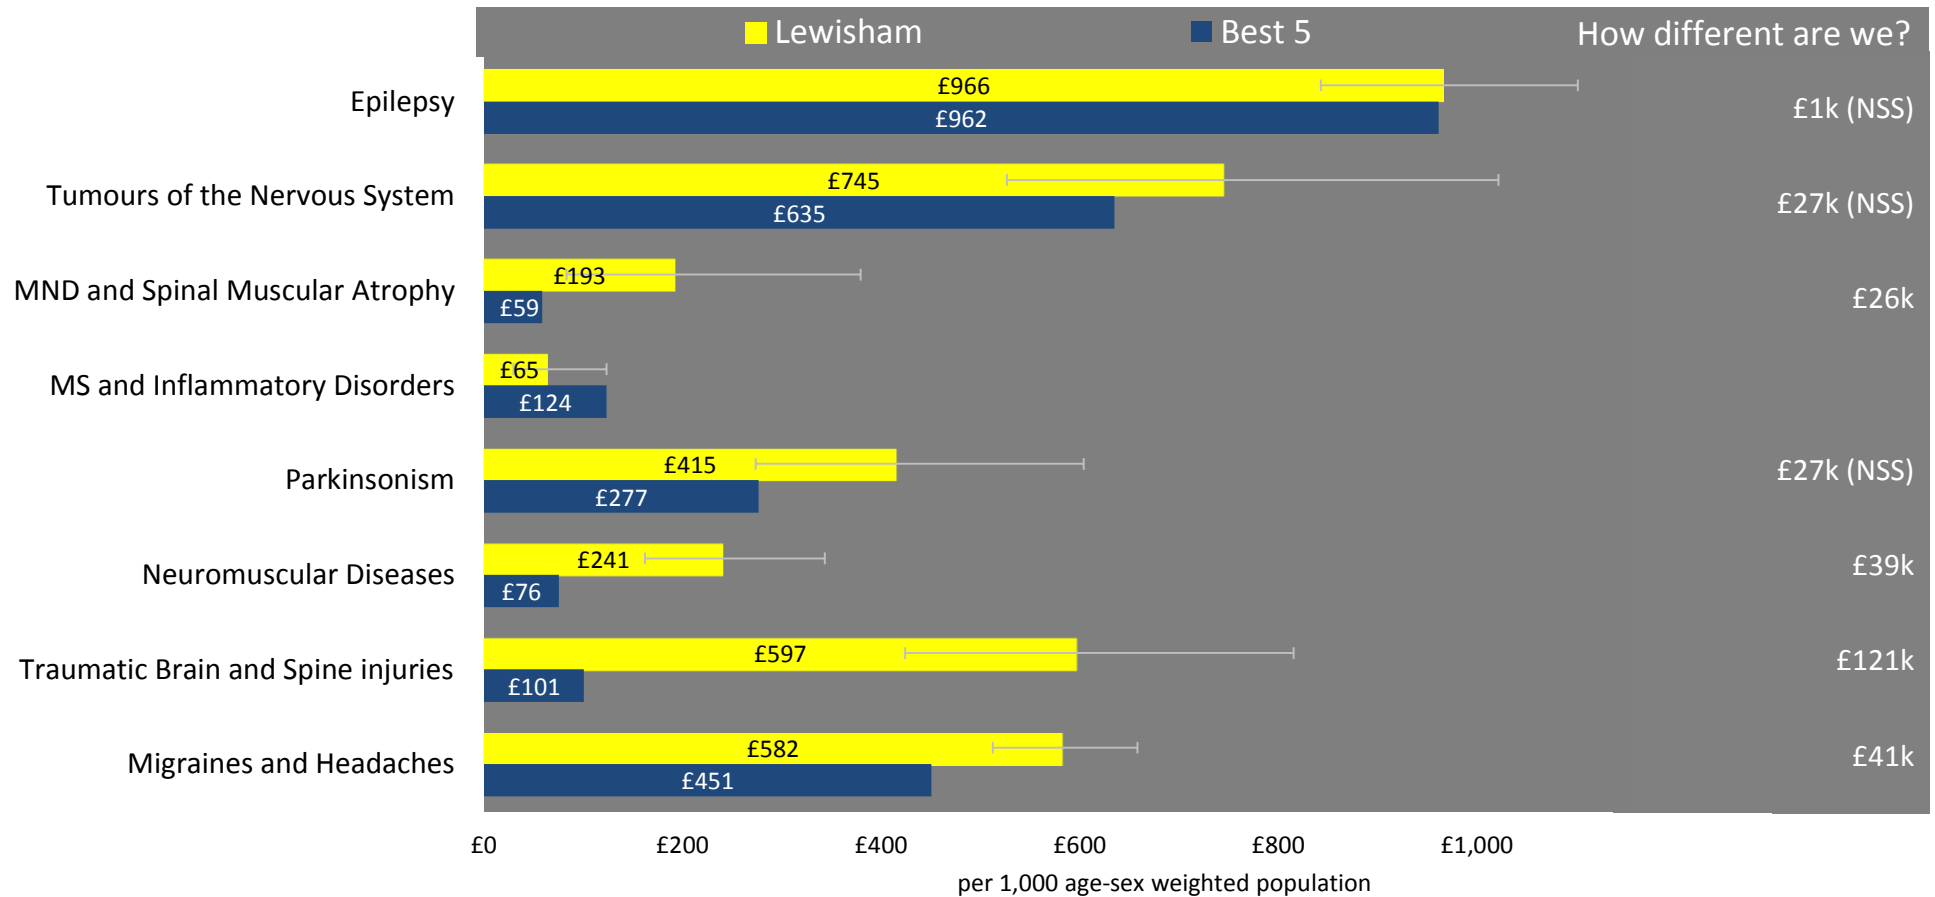 Lewisham Best 5 How different are we?
Epilepsy £966 £962 £1k (NSS)
Tumours of the Nervous System £745 £635 £27k (NSS)
MND and Spinal Muscular Atrophy £193 £59 £26k
MS and Inflammatory Disorders £65 £124
Parkinsonism £415 £277 £27k (NSS)
Neuromuscular Diseases £241 £76 £39k
Traumatic Brain and Spine injuries £597 £101 £121k
Migraines and Headaches £582 £451 £41k
£0 £200 £400 £600 £800 £1,000
per 1,000 age-sex weighted population